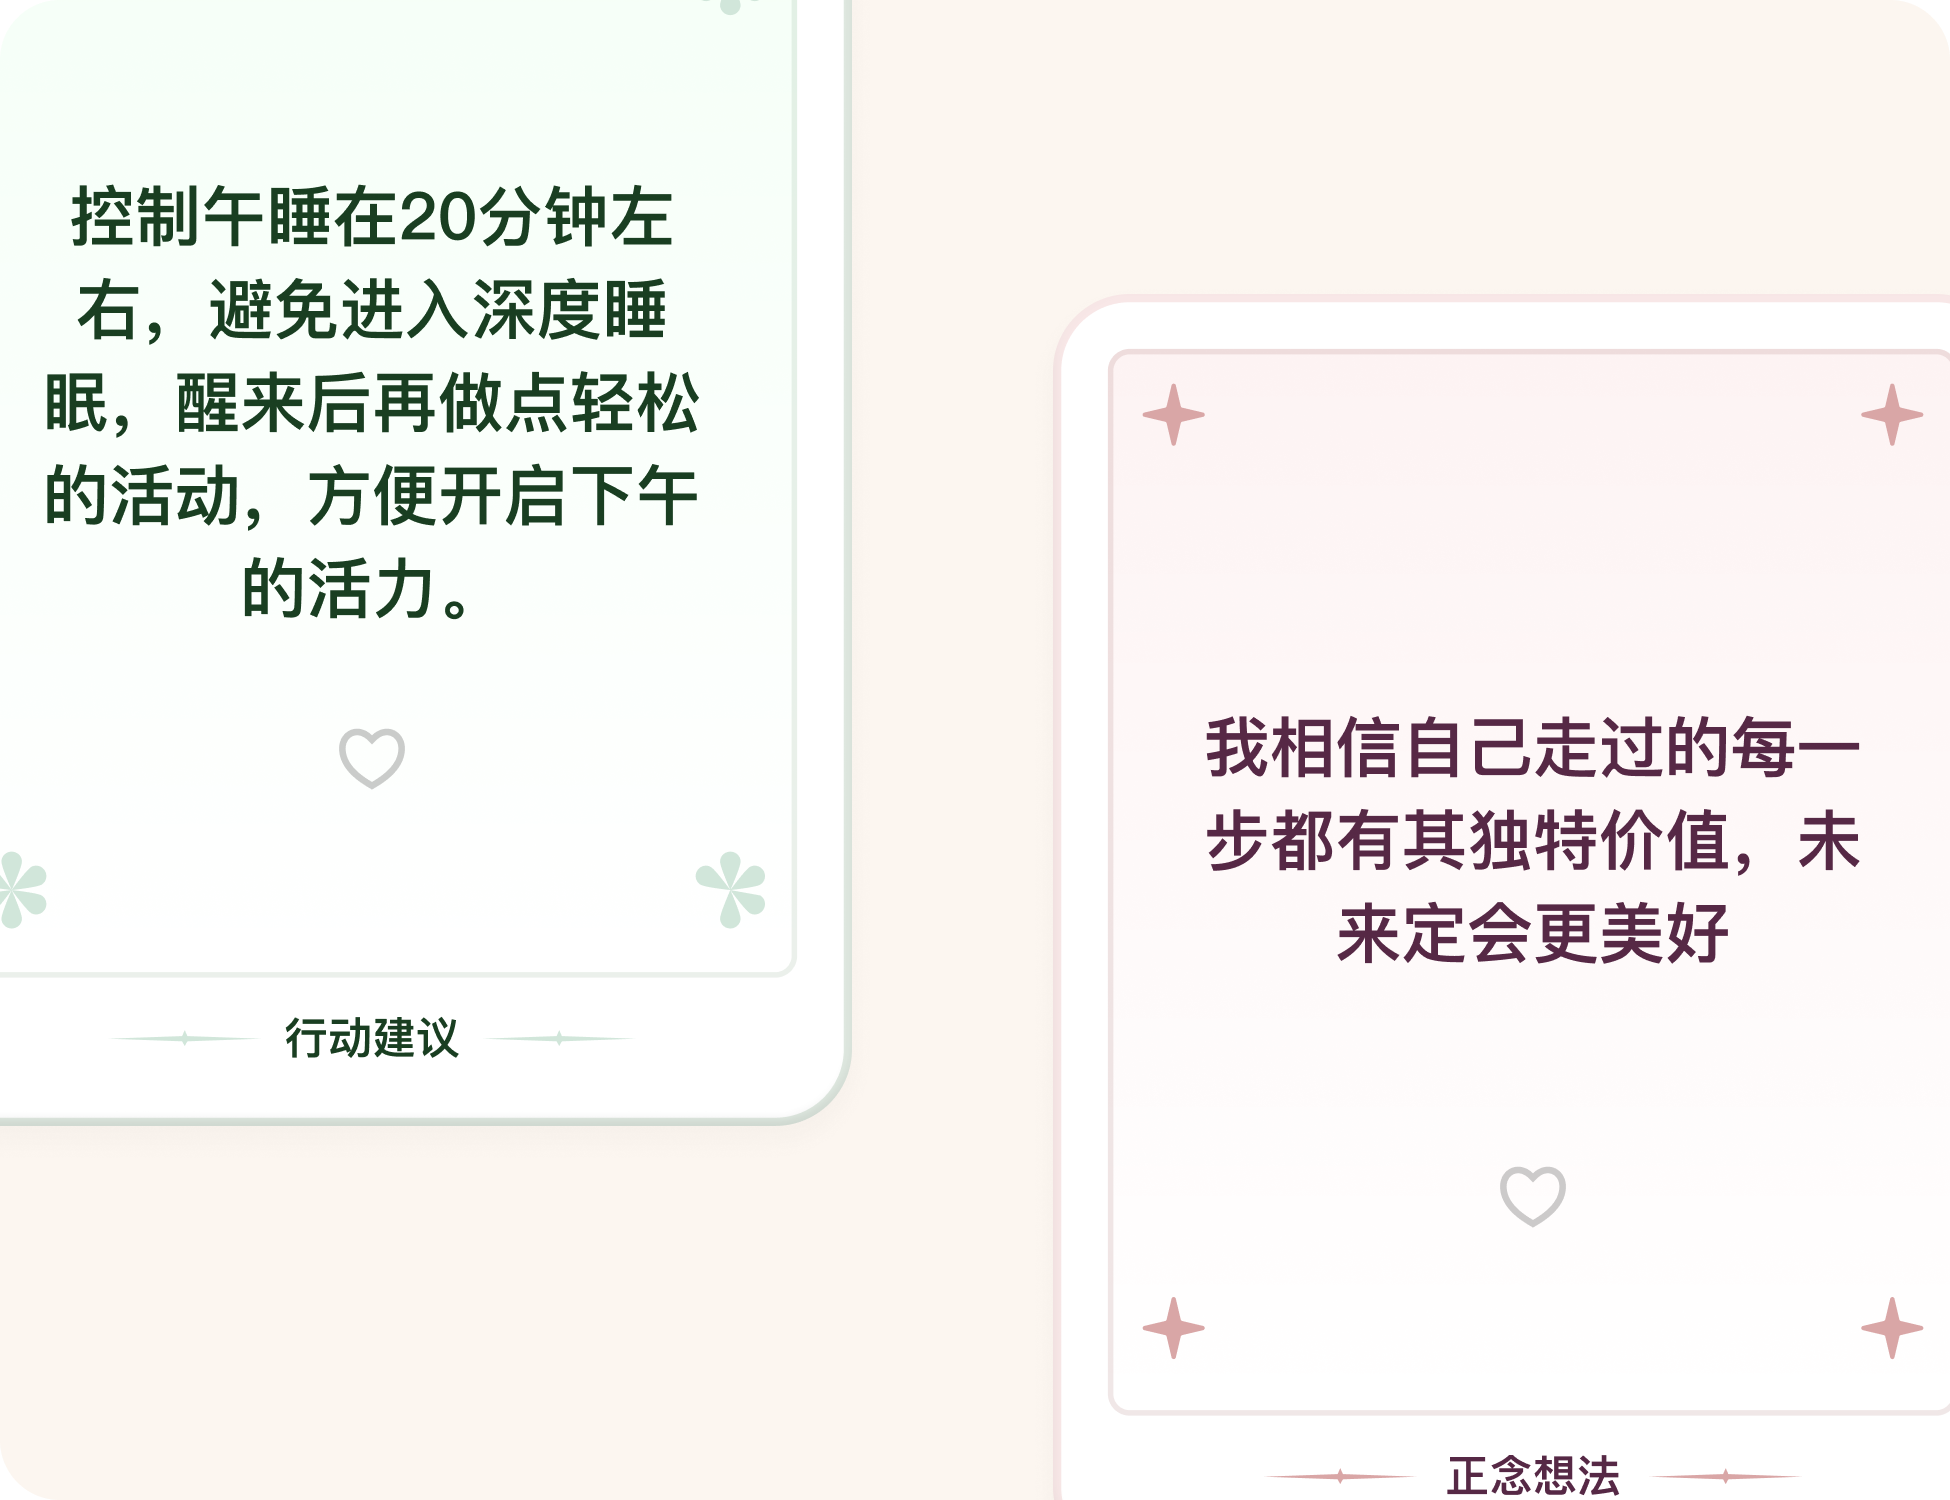 控制午睡在20分钟左
右，避免进入深度睡
眠，醒来后再做点轻松
的活动，方便开启下午
的活力。
行动建议
我相信自己走过的每一
步都有其独特价值，未
来定会更美好
正念想法